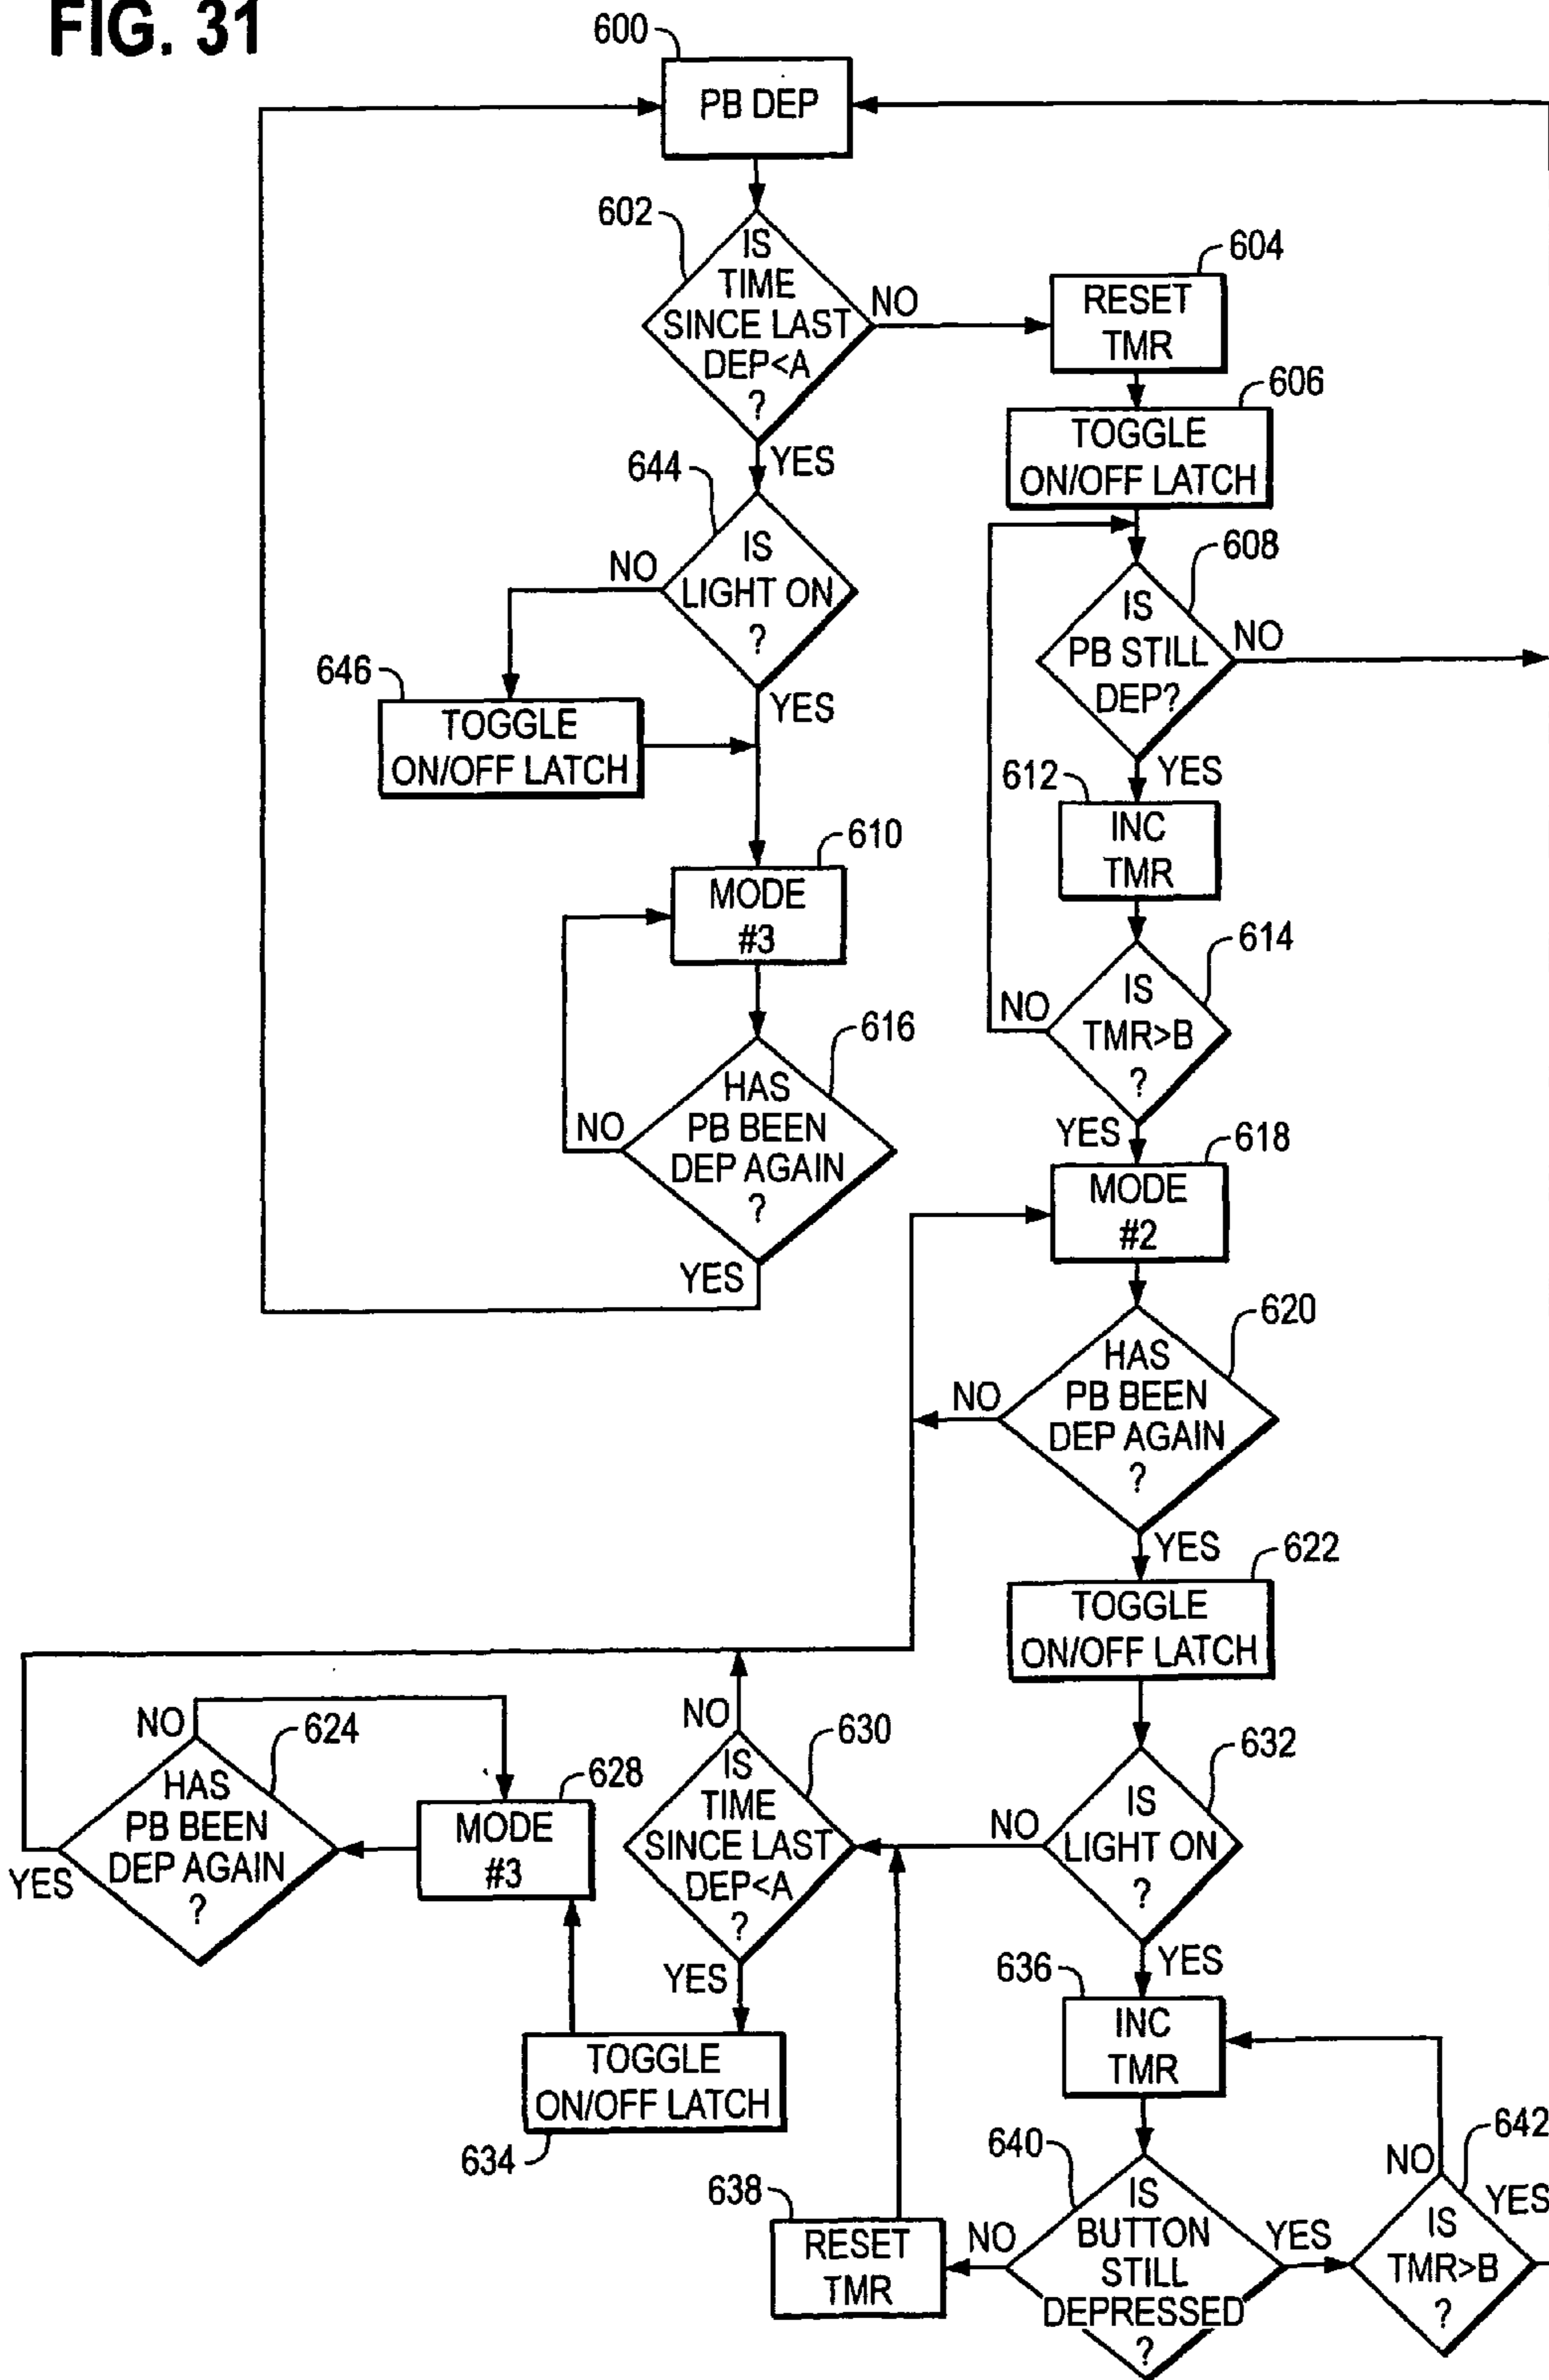 FIG. 31
600
PB DEP
602
IS
TIME
SINCE LAST
DEP<A
?
NO
YES
604
RESET
TMR
606
TOGGLE
ON/OFF LATCH
644
IS
LIGHT ON
?
NO
YES
646
TOGGLE
ON/OFF LATCH
608
IS
PB STILL
DEP?
NO
YES
612
INC
TMR
610
MODE
#3
614
IS
TMR>B
?
NO
YES
616
HAS
PB BEEN
DEP AGAIN
?
NO
YES
618
MODE
#2
620
HAS
PB BEEN
DEP AGAIN
?
NO
YES
622
TOGGLE
ON/OFF LATCH
632
IS
LIGHT ON
?
NO
YES
630
IS
TIME
SINCE LAST
DEP<A
?
NO
YES
624
HAS
PB BEEN
DEP AGAIN
?
NO
YES
628
MODE
#3
634
TOGGLE
ON/OFF LATCH
636
INC
TMR
640
IS
BUTTON
STILL
DEPRESSED
?
NO
YES
638
RESET
TMR
642
IS
TMR>B
?
NO
YES